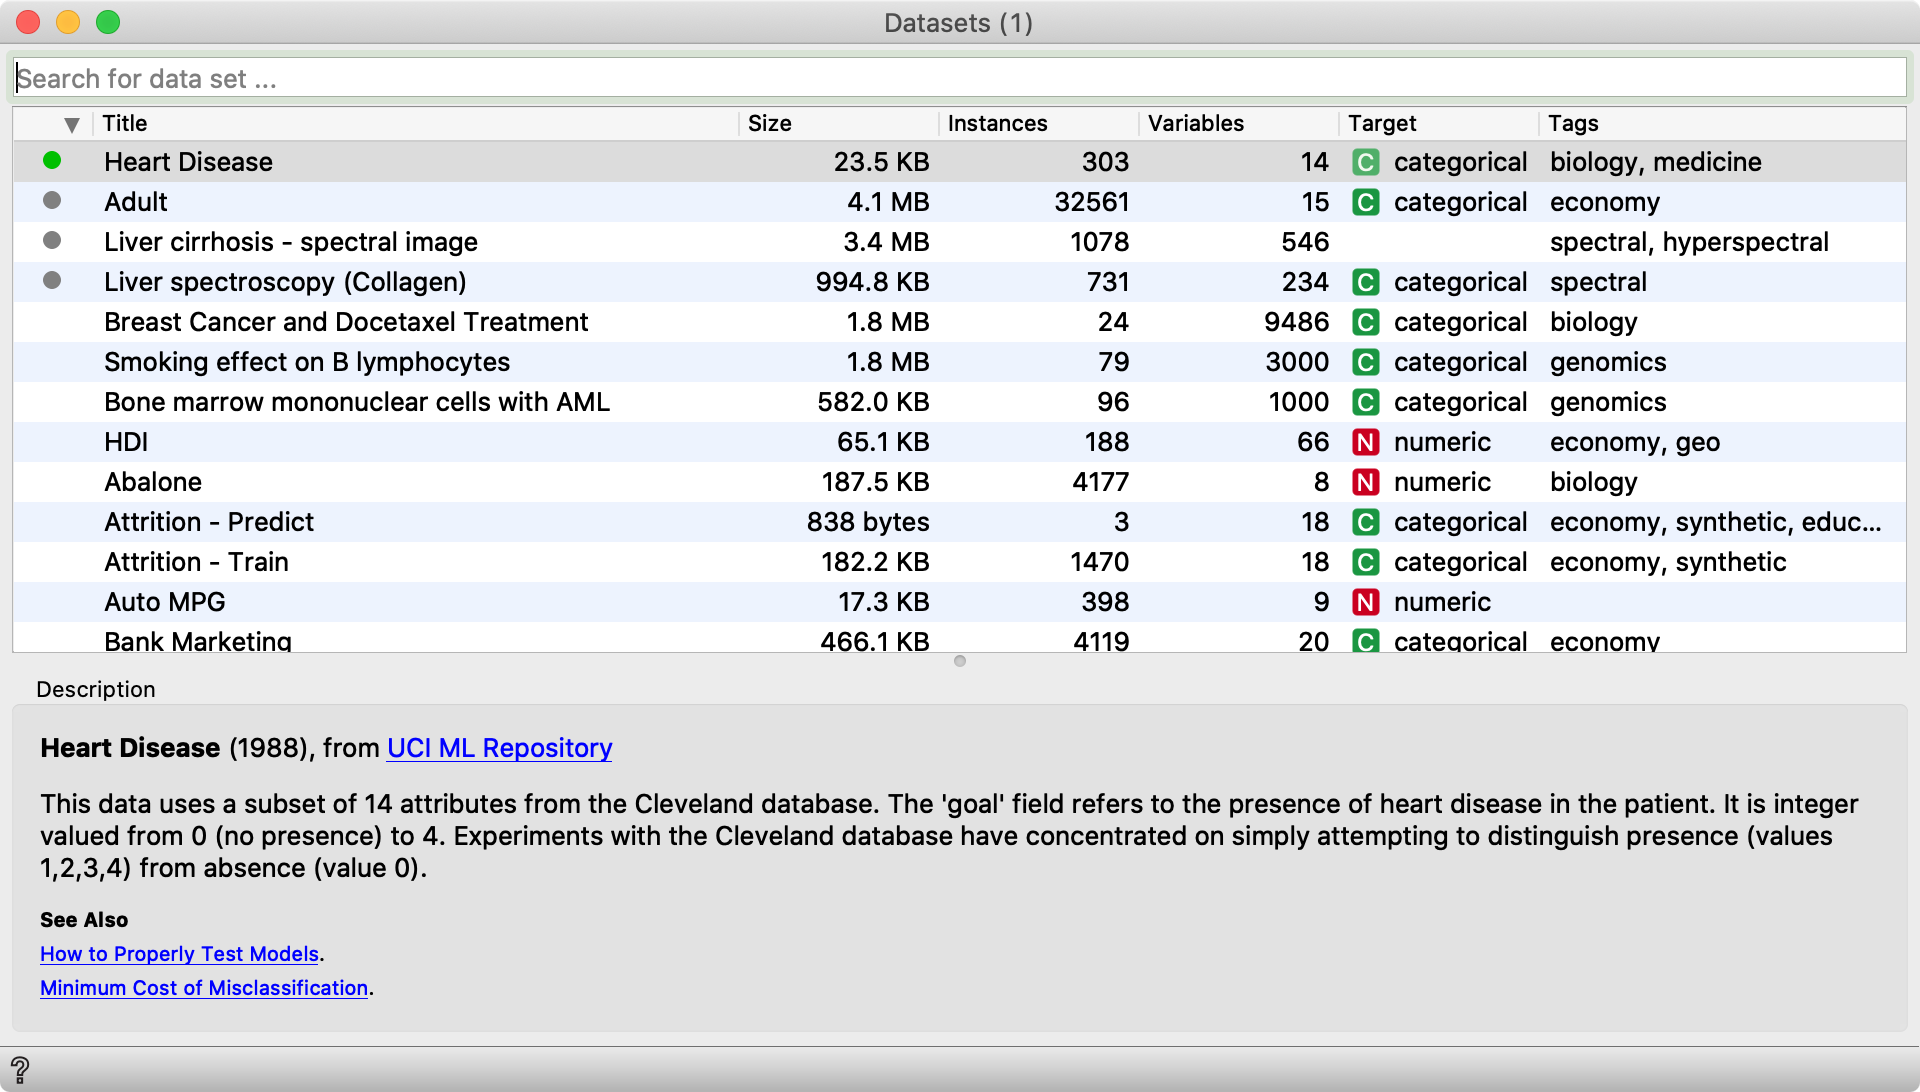 Datasets (1)
Search for data set ...
▼ Title Size Instances Variables Target Tags
Heart Disease 23.5 KB 303 14 C categorical biology, medicine
Adult 4.1 MB 32561 15 C categorical economy
Liver cirrhosis - spectral image 3.4 MB 1078 546 spectral, hyperspectral
Liver spectroscopy (Collagen) 994.8 KB 731 234 C categorical spectral
Breast Cancer and Docetaxel Treatment 1.8 MB 24 9486 C categorical biology
Smoking effect on B lymphocytes 1.8 MB 79 3000 C categorical genomics
Bone marrow mononuclear cells with AML 582.0 KB 96 1000 C categorical genomics
HDI 65.1 KB 188 66 N numeric economy, geo
Abalone 187.5 KB 4177 8 N numeric biology
Attrition - Predict 838 bytes 3 18 C categorical economy, synthetic, educ...
Attrition - Train 182.2 KB 1470 18 C categorical economy, synthetic
Auto MPG 17.3 KB 398 9 N numeric
Bank Marketing 466.1 KB 4119 20 C categorical economy
Description
Heart Disease (1988), from UCI ML Repository
This data uses a subset of 14 attributes from the Cleveland database. The 'goal' field refers to the presence of heart disease in the patient. It is integer
valued from 0 (no presence) to 4. Experiments with the Cleveland database have concentrated on simply attempting to distinguish presence (values
1,2,3,4) from absence (value 0).
See Also
How to Properly Test Models.
Minimum Cost of Misclassification.
?